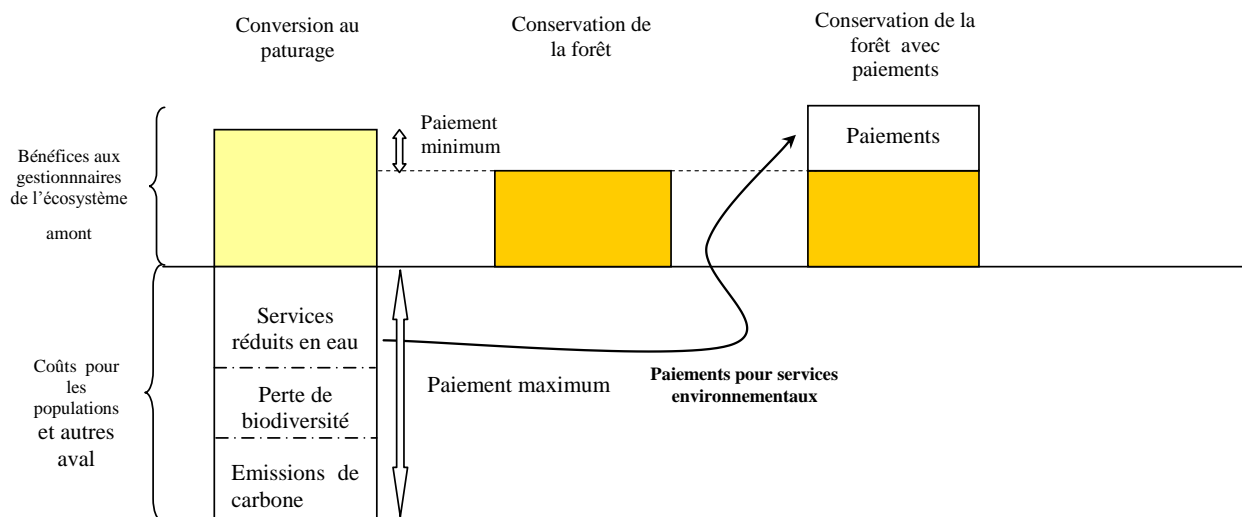 Conversion au
paturage
Conservation de
la forêt
Conservation de la
forêt avec
paiements
Bénéfices aux
gestionnnaires
de l'écosystème
amont
Paiement
minimum
Paiements
Services
réduits en eau
Perte de
biodiversité
Emissions de
carbone
Coûts pour
les
populations
et autres
aval
Paiement maximum
Paiements pour services
environnementaux